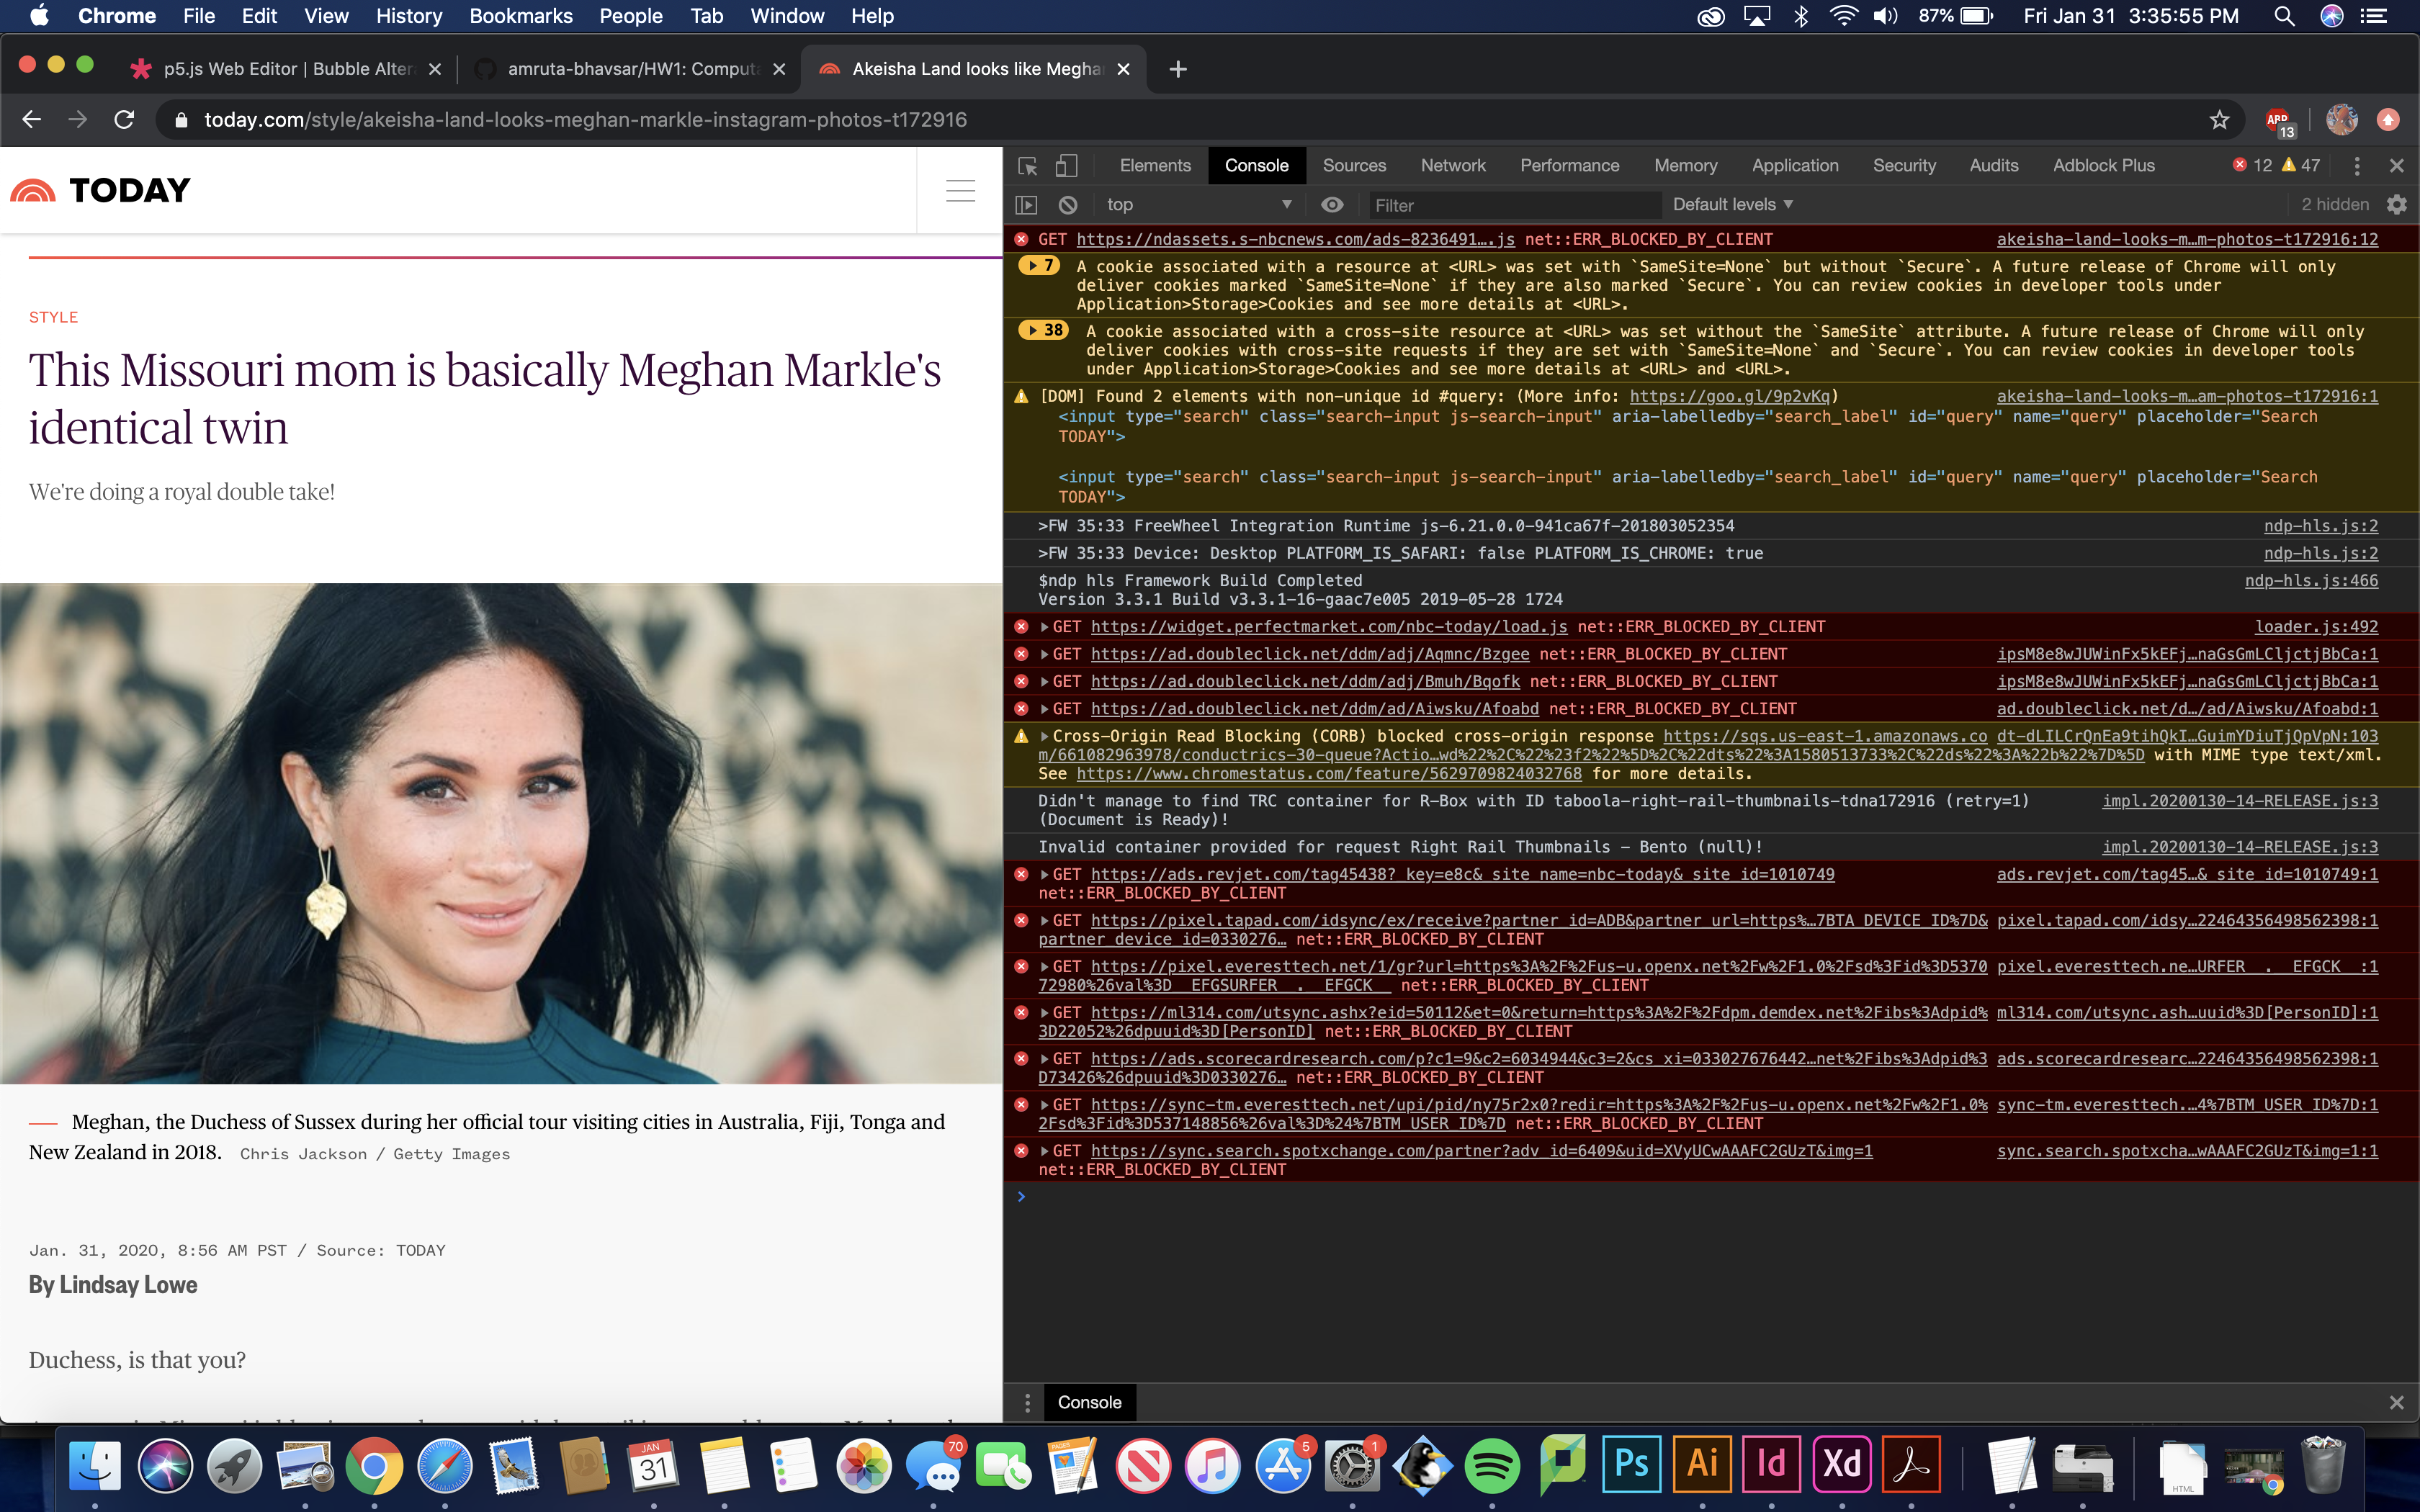 Chrome File Edit View History Bookmarks People Tab Window Help 87% Fri Jan 31 3:35:55 PM
p5.js Web Editor | Bubble Alter amruta-bhavsar/HW1: Computa Akeisha Land looks like Megha
today.com/style/akeisha-land-looks-meghan-markle-instagram-photos-t172916 ABP 13
TODAY
STYLE
This Missouri mom is basically Meghan Markle's
identical twin
We're doing a royal double take!
— Meghan, the Duchess of Sussex during her official tour visiting cities in Australia, Fiji, Tonga and
New Zealand in 2018. Chris Jackson / Getty Images
Jan. 31, 2020, 8:56 AM PST / Source: TODAY
By Lindsay Lowe
Duchess, is that you?
Elements Console Sources Network Performance Memory Application Security Audits Adblock Plus 12 47
top Filter Default levels 2 hidden
GET https://ndassets.s-nbcnews.com/ads-8236491….js net::ERR_BLOCKED_BY_CLIENT akeisha-land-looks-m…m-photos-t172916:12
7 A cookie associated with a resource at <URL> was set with `SameSite=None` but without `Secure`. A future release of Chrome will only
deliver cookies marked `SameSite=None` if they are also marked `Secure`. You can review cookies in developer tools under
Application>Storage>Cookies and see more details at <URL>.
38 A cookie associated with a cross-site resource at <URL> was set without the `SameSite` attribute. A future release of Chrome will only
deliver cookies with cross-site requests if they are set with `SameSite=None` and `Secure`. You can review cookies in developer tools
under Application>Storage>Cookies and see more details at <URL> and <URL>.
[DOM] Found 2 elements with non-unique id #query: (More info: https://goo.gl/9p2vKq) akeisha-land-looks-m…am-photos-t172916:1
<input type="search" class="search-input js-search-input" aria-labelledby="search_label" id="query" name="query" placeholder="Search
TODAY">
<input type="search" class="search-input js-search-input" aria-labelledby="search_label" id="query" name="query" placeholder="Search
TODAY">
>FW 35:33 FreeWheel Integration Runtime js-6.21.0.0-941ca67f-201803052354 ndp-hls.js:2
>FW 35:33 Device: Desktop PLATFORM_IS_SAFARI: false PLATFORM_IS_CHROME: true ndp-hls.js:2
$ndp hls Framework Build Completed ndp-hls.js:466
Version 3.3.1 Build v3.3.1-16-gaac7e005 2019-05-28 1724
GET https://widget.perfectmarket.com/nbc-today/load.js net::ERR_BLOCKED_BY_CLIENT loader.js:492
GET https://ad.doubleclick.net/ddm/adj/Aqmnc/Bzgee net::ERR_BLOCKED_BY_CLIENT ipsM8e8wJUWinFx5kEFj…naGsGmLCljctjBbCa:1
GET https://ad.doubleclick.net/ddm/adj/Bmuh/Bqofk net::ERR_BLOCKED_BY_CLIENT ipsM8e8wJUWinFx5kEFj…naGsGmLCljctjBbCa:1
GET https://ad.doubleclick.net/ddm/ad/Aiwsku/Afoabd net::ERR_BLOCKED_BY_CLIENT ad.doubleclick.net/d…/ad/Aiwsku/Afoabd:1
Cross-Origin Read Blocking (CORB) blocked cross-origin response https://sqs.us-east-1.amazonaws.co dt-dLILCrQnEa9tihQkI…GuimYDiuTjQpVpN:103
m/661082963978/conductrics-30-queue?Actio…wd%22%2C%22%23f2%22%5D%2C%22dts%22%3A1580513733%2C%22ds%22%3A%22b%22%7D%5D with MIME type text/xml.
See https://www.chromestatus.com/feature/5629709824032768 for more details.
Didn't manage to find TRC container for R-Box with ID taboola-right-rail-thumbnails-tdna172916 (retry=1) impl.20200130-14-RELEASE.js:3
(Document is Ready)!
Invalid container provided for request Right Rail Thumbnails – Bento (null)! impl.20200130-14-RELEASE.js:3
GET https://ads.revjet.com/tag45438?_key=e8c&_site_name=nbc-today&_site_id=1010749 ads.revjet.com/tag45…&_site_id=1010749:1
net::ERR_BLOCKED_BY_CLIENT
GET https://pixel.tapad.com/idsync/ex/receive?partner_id=ADB&partner_url=https%…7BTA_DEVICE_ID%7D& pixel.tapad.com/idsy…22464356498562398:1
partner_device_id=0330276… net::ERR_BLOCKED_BY_CLIENT
GET https://pixel.everesttech.net/1/gr?url=https%3A%2F%2Fus-u.openx.net%2Fw%2F1.0%2Fsd%3Fid%3D5370 pixel.everesttech.ne…URFER__.__EFGCK__:1
72980%26val%3D__EFGSURFER__.__EFGCK__ net::ERR_BLOCKED_BY_CLIENT
GET https://ml314.com/utsync.ashx?eid=50112&et=0&return=https%3A%2F%2Fdpm.demdex.net%2Fibs%3Adpid% ml314.com/utsync.ash…uuid%3D[PersonID]:1
3D22052%26dpuuid%3D[PersonID] net::ERR_BLOCKED_BY_CLIENT
GET https://ads.scorecardresearch.com/p?c1=9&c2=6034944&c3=2&cs_xi=033027676442…net%2Fibs%3Adpid%3 ads.scorecardresearc…22464356498562398:1
D73426%26dpuuid%3D0330276… net::ERR_BLOCKED_BY_CLIENT
GET https://sync-tm.everesttech.net/upi/pid/ny75r2x0?redir=https%3A%2F%2Fus-u.openx.net%2Fw%2F1.0% sync-tm.everesttech.…4%7BTM_USER_ID%7D:1
2Fsd%3Fid%3D537148856%26val%3D%24%7BTM_USER_ID%7D net::ERR_BLOCKED_BY_CLIENT
GET https://sync.search.spotxchange.com/partner?adv_id=6409&uid=XVyUCwAAAFC2GUzT&img=1 sync.search.spotxcha…wAAAFC2GUzT&img=1:1
net::ERR_BLOCKED_BY_CLIENT
Console
JAN 31 70 PAGES 5 1 Ps Ai Id Xd HTML